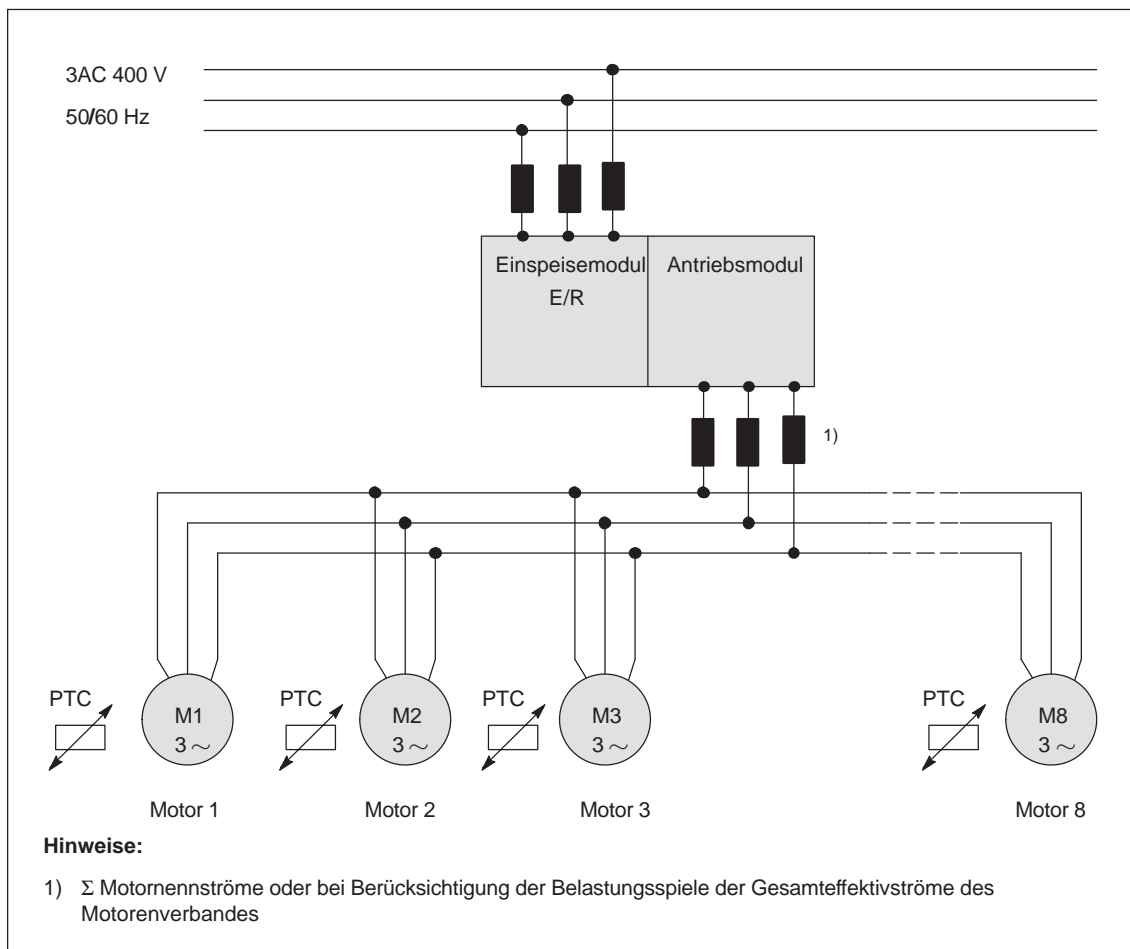 3AC 400 V
50/60 Hz
Einspeisemodul
E/R
Antriebsmodul
1)
PTC
M1
3 ~
Motor 1
PTC
M2
3 ~
Motor 2
PTC
M3
3 ~
Motor 3
PTC
M8
3 ~
Motor 8
Hinweise:
1) Σ Motornennströme oder bei Berücksichtigung der Belastungsspiele der Gesamteffektivströme des
Motorenverbandes